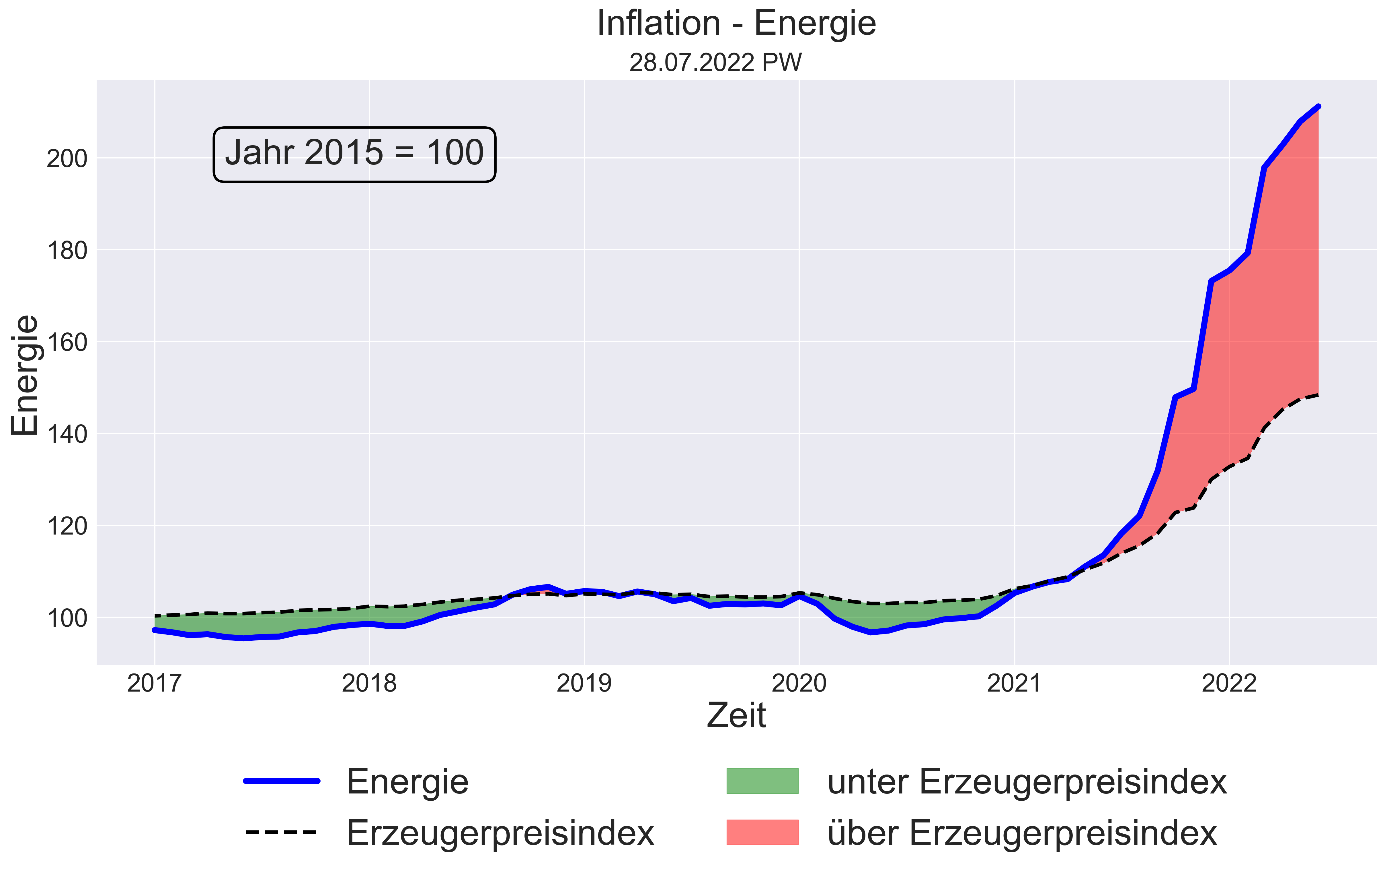 Inflation - Energie
28.07.2022 PW
Jahr 2015 = 100
Energie
200
180
160
140
120
100
2017 2018 2019 2020 2021 2022
Zeit
Energie
Erzeugerpreisindex
unter Erzeugerpreisindex
über Erzeugerpreisindex